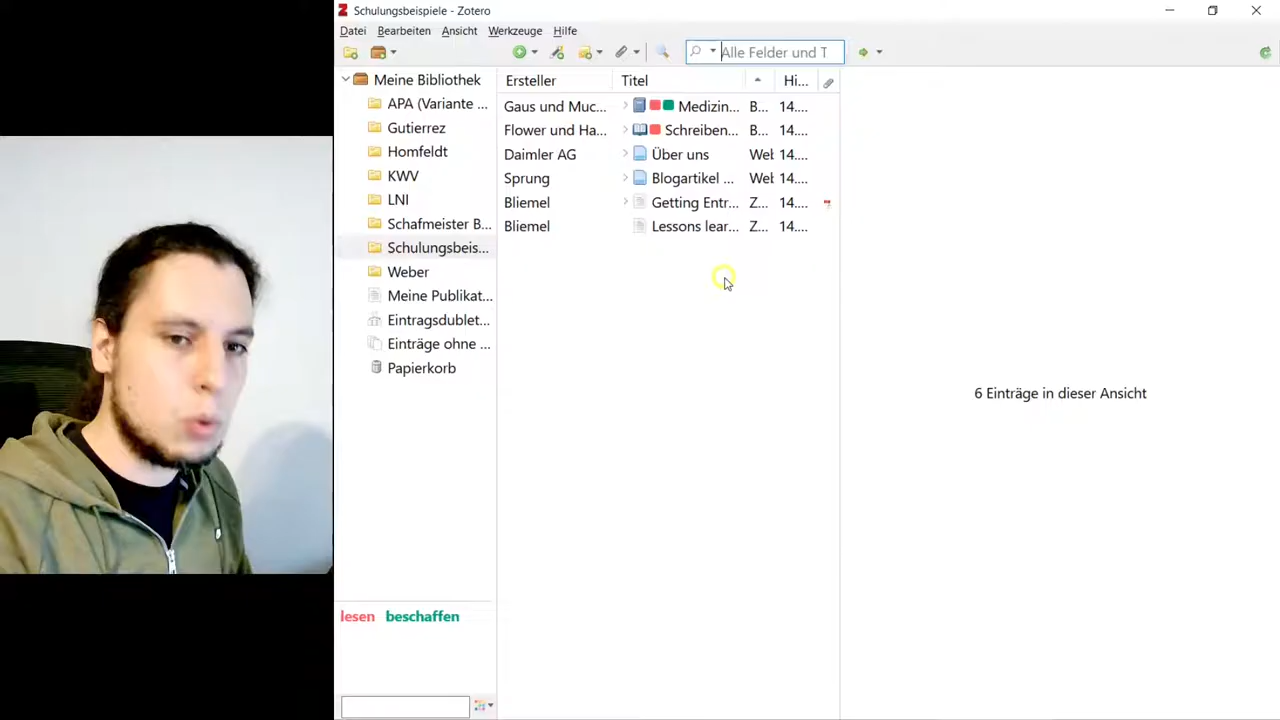 Schulungsbeispiele - Zotero
Datei Bearbeiten Ansicht Werkzeuge Hilfe
Alle Felder und T
Meine Bibliothek
APA (Variante ...
Gutierrez
Homfeldt
KWV
LNI
Schafmeister B...
Schulungsbeis...
Weber
Meine Publikat...
Eintragsdublet...
Einträge ohne ...
Papierkorb
lesen beschaffen
Ersteller Titel Hi...
Gaus und Muc... Medizin... B... 14....
Flower und Ha... Schreiben... B... 14....
Daimler AG Über uns Web 14....
Sprung Blogartikel ... Web 14....
Bliemel Getting Entr... Z... 14....
Bliemel Lessons lear... Z... 14....
6 Einträge in dieser Ansicht